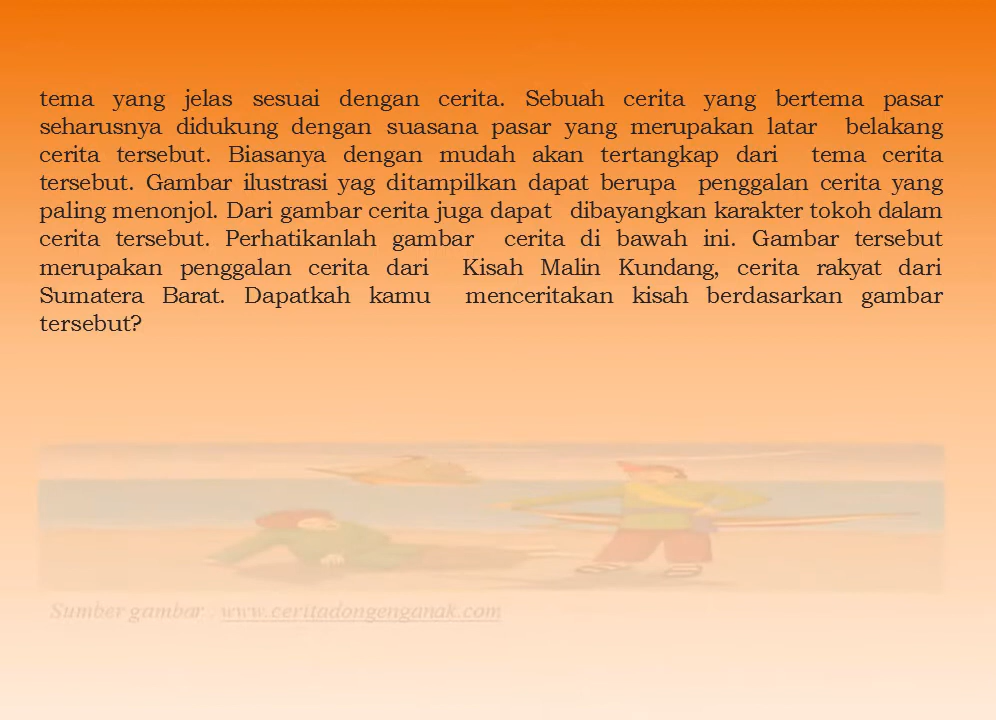 tema yang jelas sesuai dengan cerita. Sebuah cerita yang bertema pasar
seharusnya didukung dengan suasana pasar yang merupakan latar belakang
cerita tersebut. Biasanya dengan mudah akan tertangkap dari tema cerita
tersebut. Gambar ilustrasi yag ditampilkan dapat berupa penggalan cerita yang
paling menonjol. Dari gambar cerita juga dapat dibayangkan karakter tokoh dalam
cerita tersebut. Perhatikanlah gambar cerita di bawah ini. Gambar tersebut
merupakan penggalan cerita dari Kisah Malin Kundang, cerita rakyat dari
Sumatera Barat. Dapatkah kamu menceritakan kisah berdasarkan gambar
tersebut?
Sumber gambar : www.ceritadongenganak.com